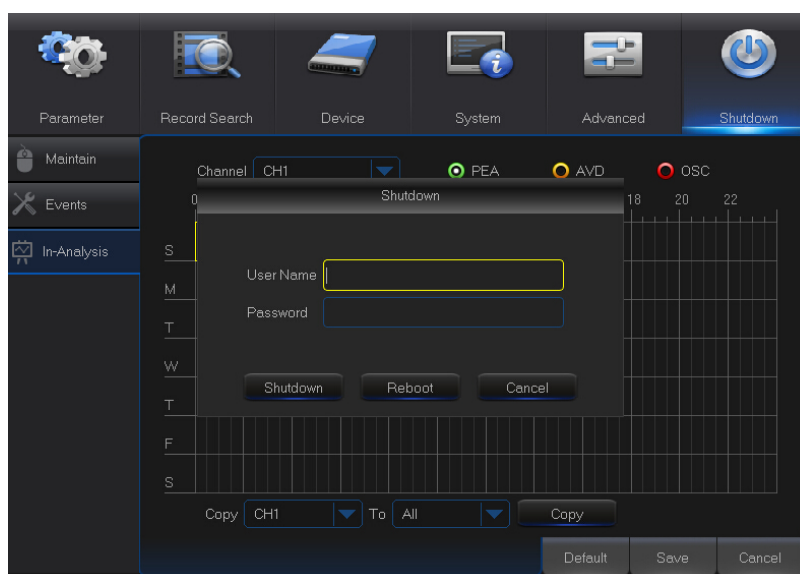 Parameter Record Search Device System Advanced Shutdown
Maintain
Events
In-Analysis
Channel CH1 PEA AVD OSC
0 18 20 22
Shutdown
S
M
T
W
T
F
S
User Name
Password
Shutdown Reboot Cancel
Copy CH1 To All Copy
Default Save Cancel